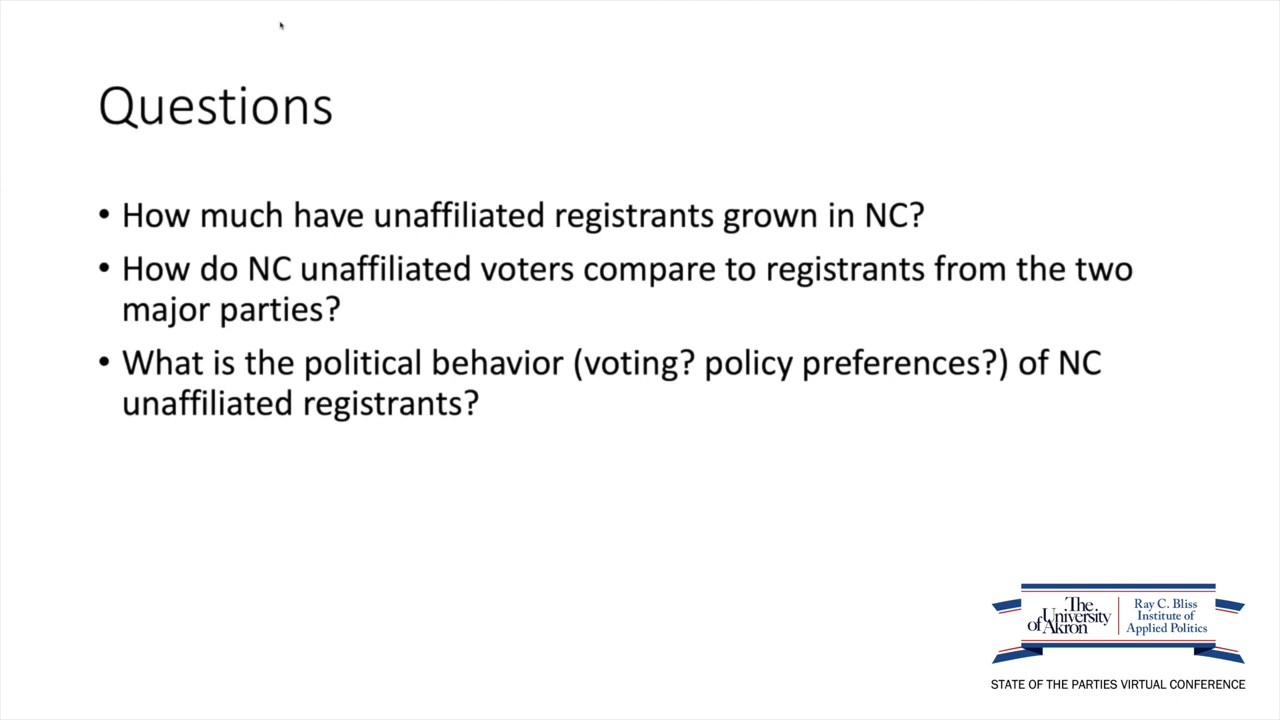 Questions
• How much have unaffiliated registrants grown in NC?
• How do NC unaffiliated voters compare to registrants from the two
major parties?
• What is the political behavior (voting? policy preferences?) of NC
unaffiliated registrants?
The
University
of Akron
Ray C. Bliss
Institute of
Applied Politics
STATE OF THE PARTIES VIRTUAL CONFERENCE